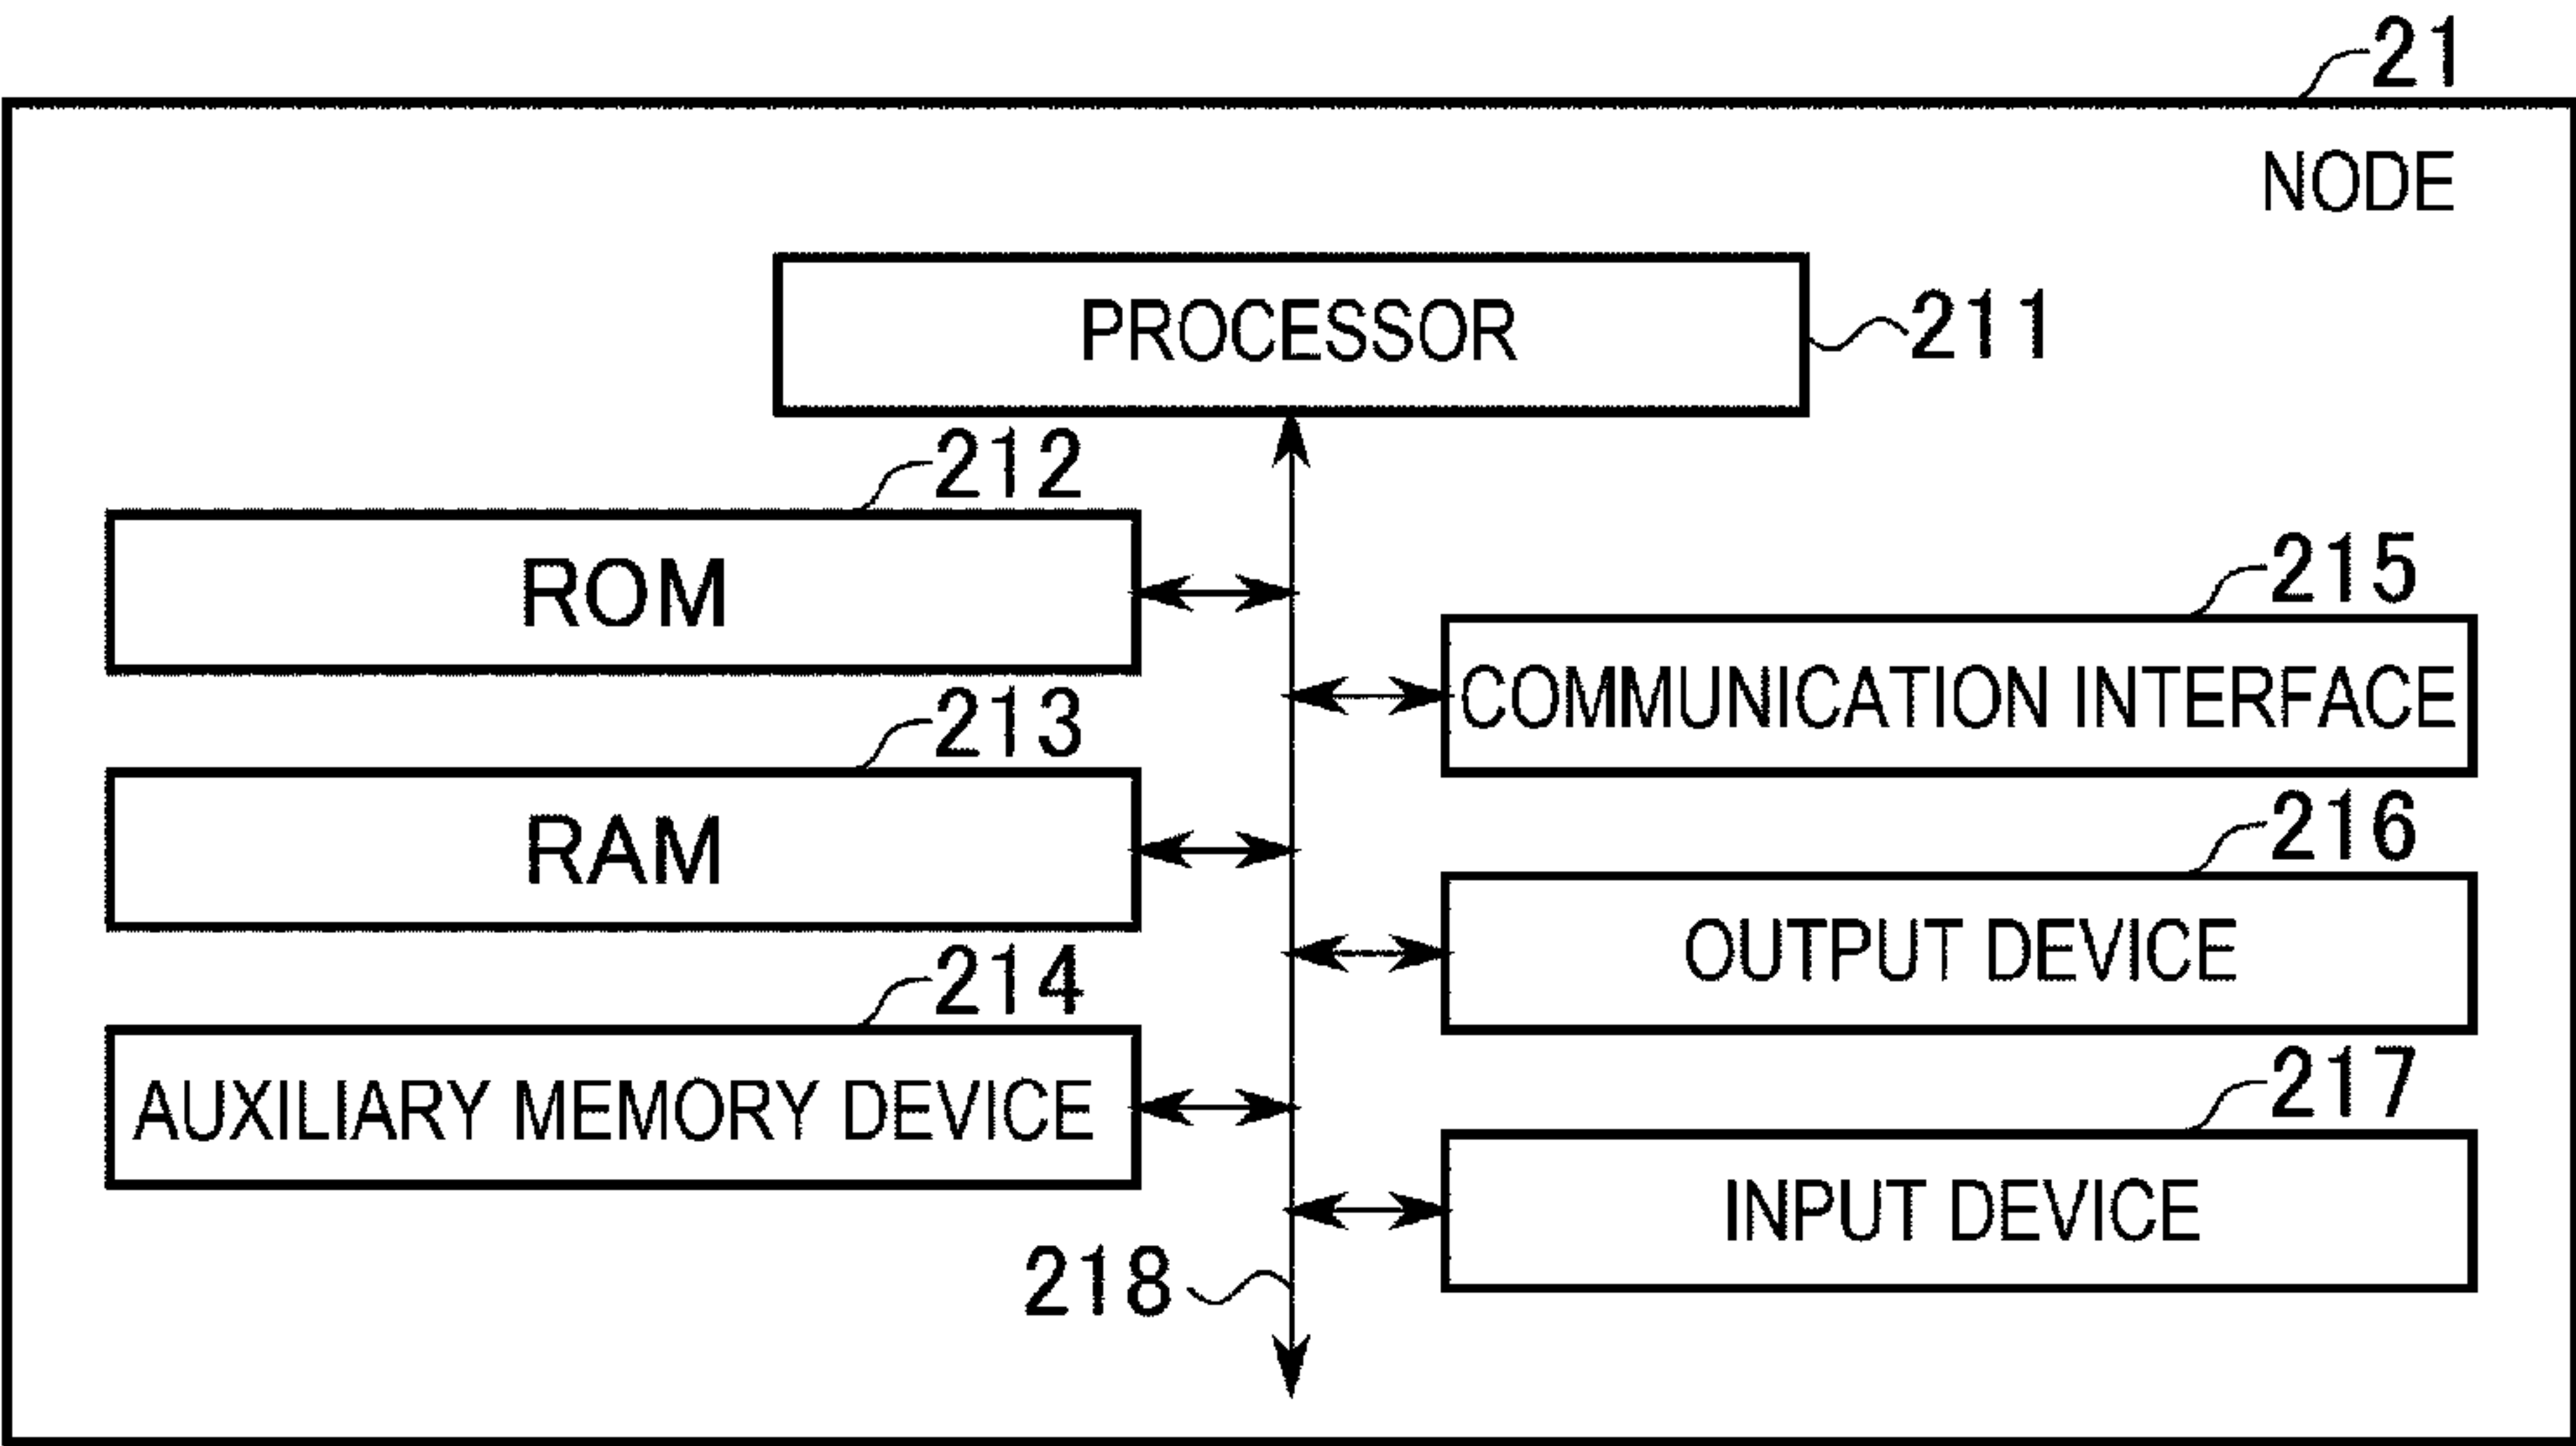 21
NODE
PROCESSOR
211
212
ROM
213
RAM
214
AUXILIARY MEMORY DEVICE
215
COMMUNICATION INTERFACE
216
OUTPUT DEVICE
217
INPUT DEVICE
218